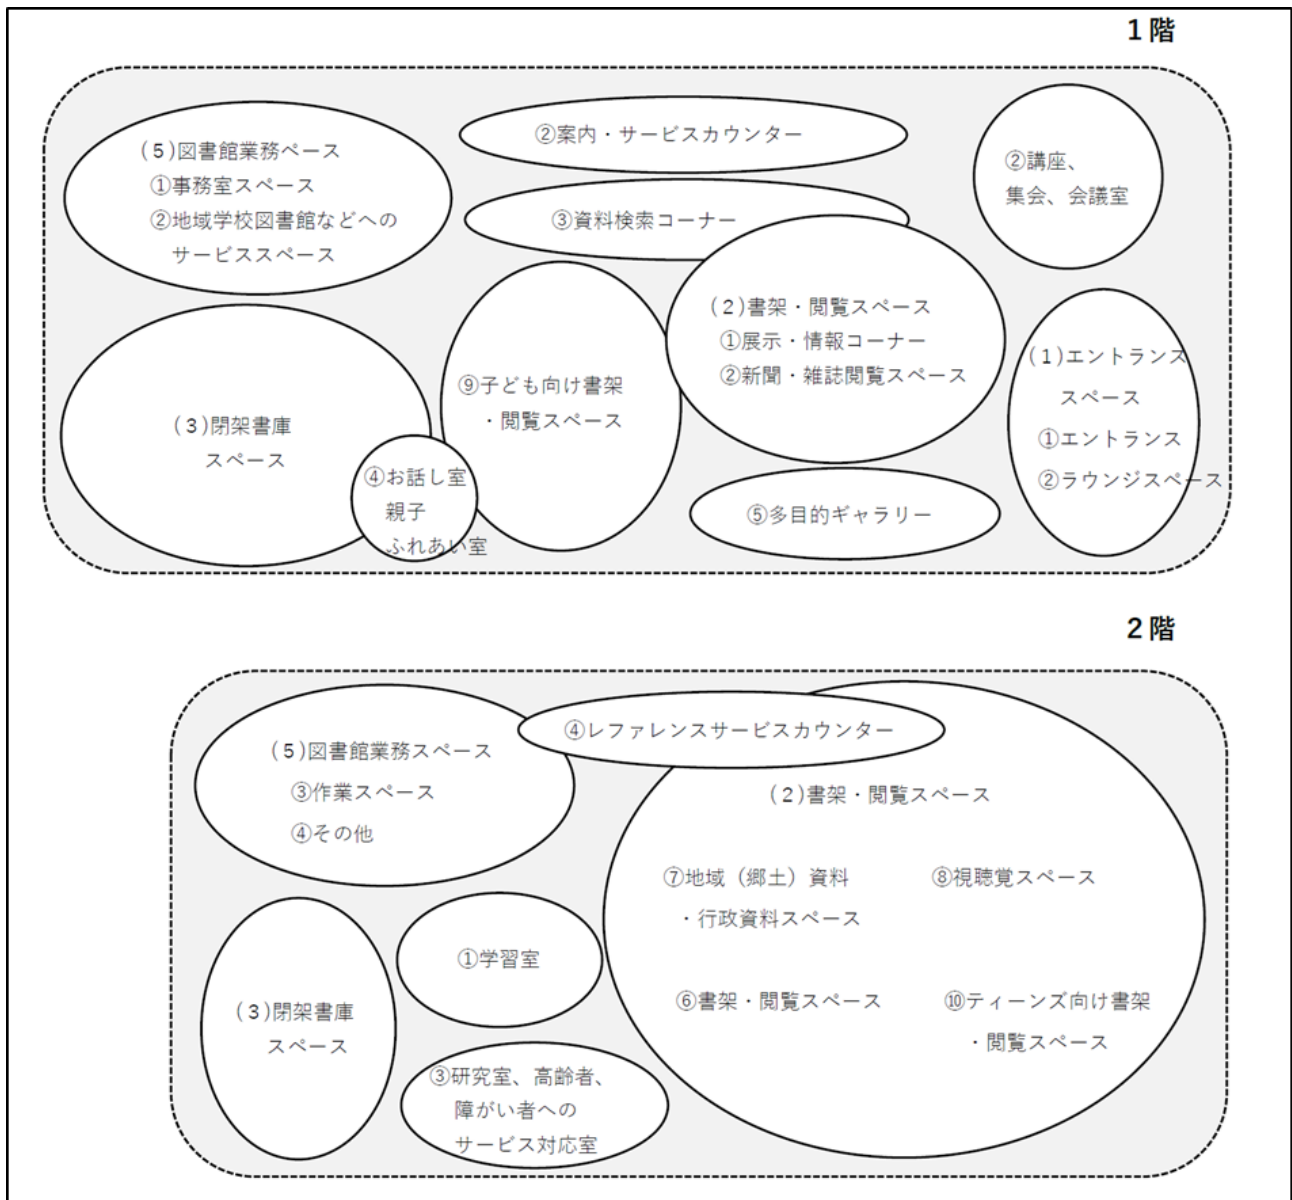 1階
(5)図書館業務ペース
①事務室スペース
②地域学校図書館などへの
サービススペース
②案内・サービスカウンター
③資料検索コーナー
②講座、
集会、会議室
(2)書架・閲覧スペース
①展示・情報コーナー
②新聞・雑誌閲覧スペース
(1)エントランス
スペース
①エントランス
②ラウンジスペース
⑨子ども向け書架
・閲覧スペース
(3)閉架書庫
スペース
④お話し室
親子
ふれあい室
⑤多目的ギャラリー
2階
(5)図書館業務スペース
③作業スペース
④その他
④レファレンスサービスカウンター
(2)書架・閲覧スペース
⑦地域（郷土）資料
・行政資料スペース
⑧視聴覚スペース
⑥書架・閲覧スペース
⑩ティーンズ向け書架
・閲覧スペース
①学習室
(3)閉架書庫
スペース
③研究室、高齢者、
障がい者への
サービス対応室